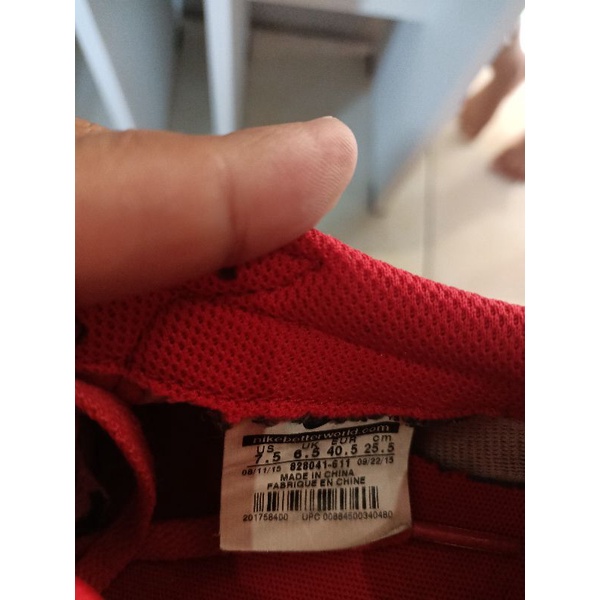 nikebetterworld.com
US UK EUR cm
7.5 6.5 40.5 25.5
08/11/15 828041-611 09/22/15
MADE IN CHINA
FABRIQUE EN CHINE
201758400 UPC 00884500340480